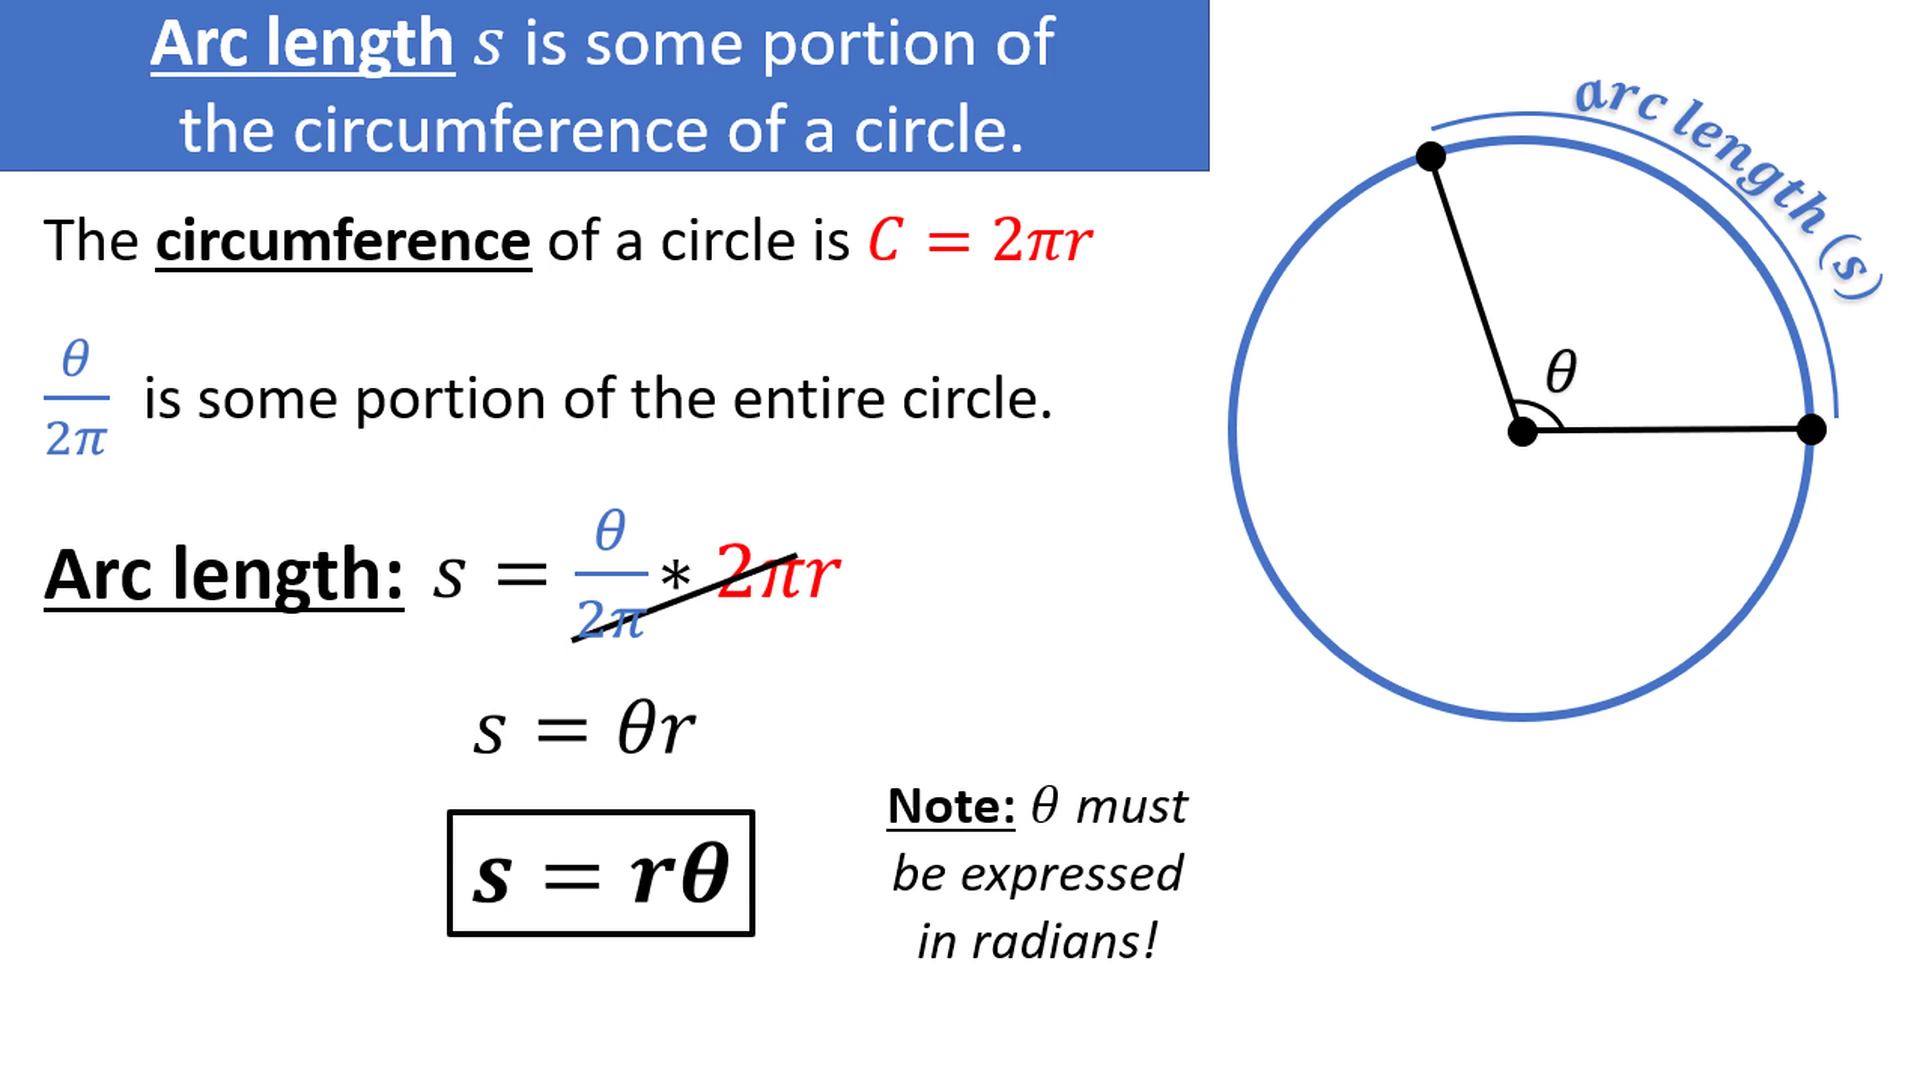 Arc length s is some portion of
the circumference of a circle.
The circumference of a circle is C = 2πr
θ/2π is some portion of the entire circle.
Arc length: s = θ/2π * 2πr
s = θr
s = rθ
Note: θ must
be expressed
in radians!
arc length (s)
θ